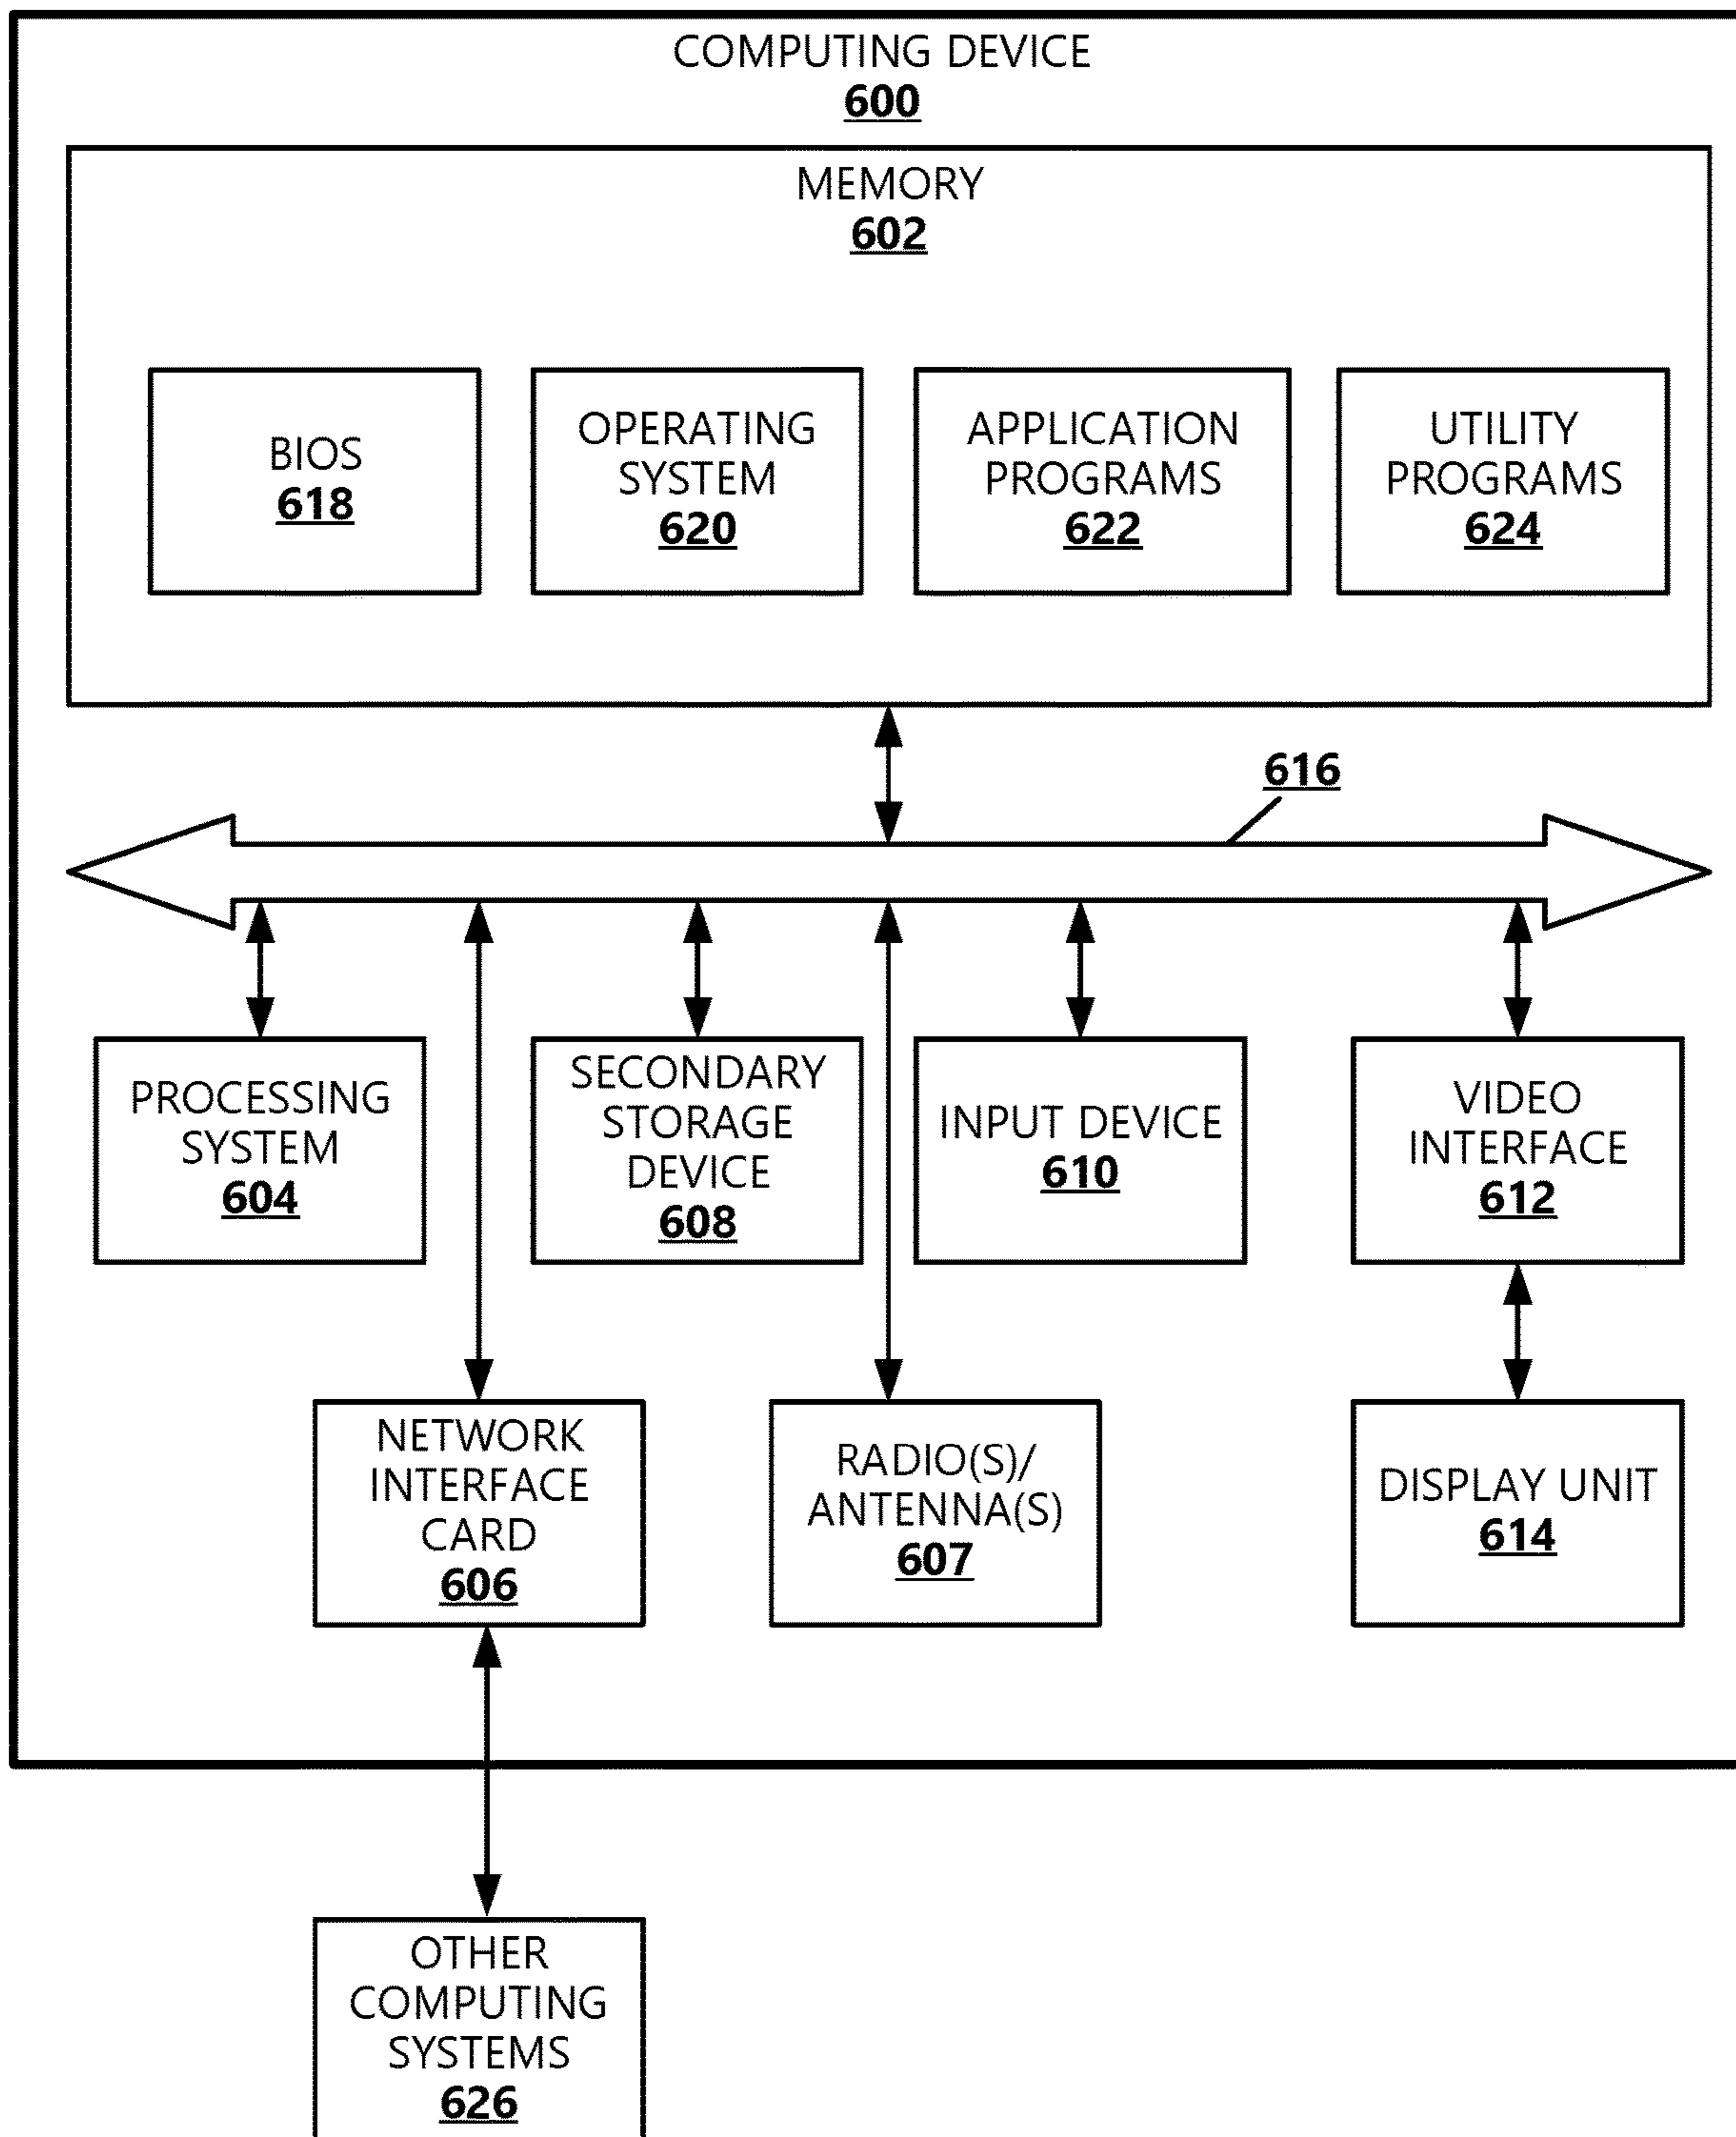 COMPUTING DEVICE
600
MEMORY
602
BIOS
618
OPERATING
SYSTEM
620
APPLICATION
PROGRAMS
622
UTILITY
PROGRAMS
624
616
PROCESSING
SYSTEM
604
SECONDARY
STORAGE
DEVICE
608
INPUT DEVICE
610
VIDEO
INTERFACE
612
NETWORK
INTERFACE
CARD
606
RADIO(S)/
ANTENNA(S)
607
DISPLAY UNIT
614
OTHER
COMPUTING
SYSTEMS
626